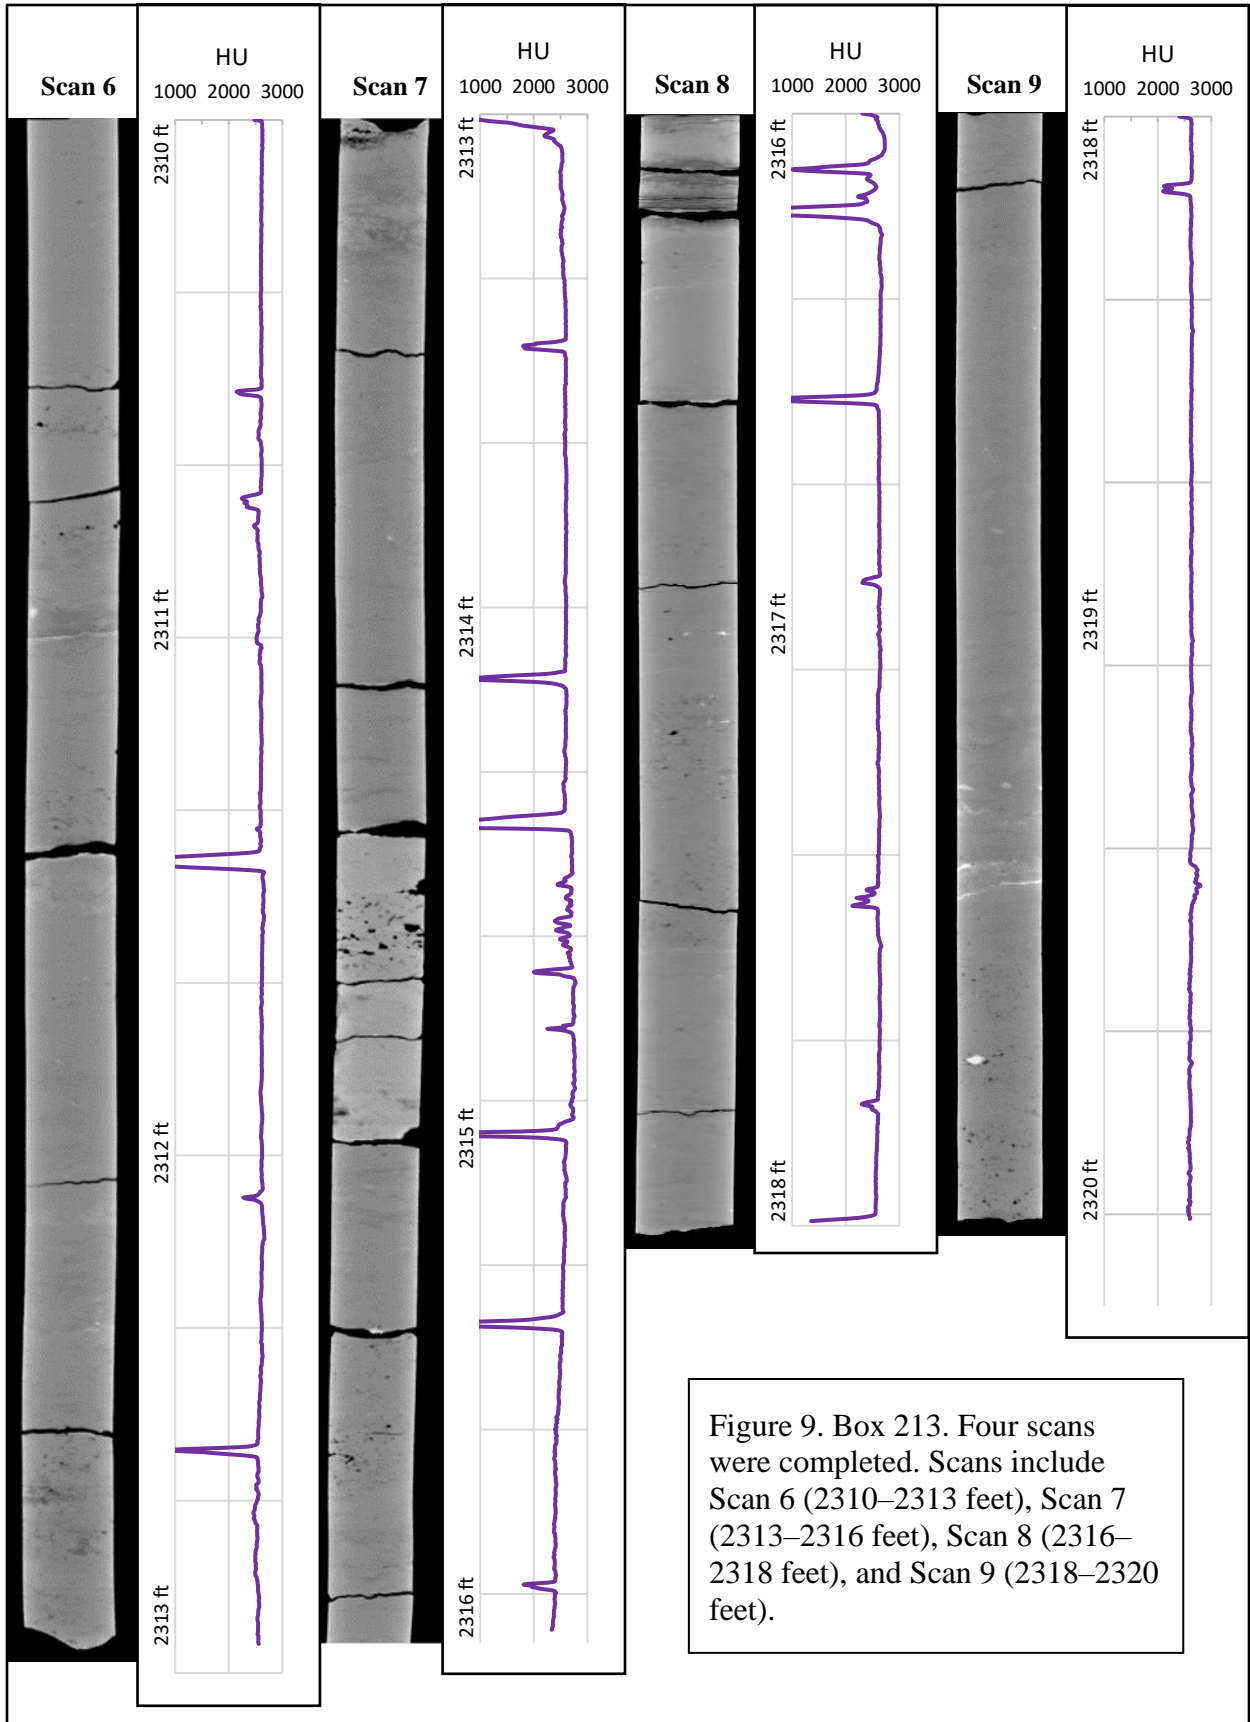 Scan 6
HU
1000 2000 3000
2310 ft
2311 ft
2312 ft
2313 ft
Scan 7
HU
1000 2000 3000
2313 ft
2314 ft
2315 ft
2316 ft
Scan 8
HU
1000 2000 3000
2316 ft
2317 ft
2318 ft
Scan 9
HU
1000 2000 3000
2318 ft
2319 ft
2320 ft
Figure 9. Box 213. Four scans
were completed. Scans include
Scan 6 (2310–2313 feet), Scan 7
(2313–2316 feet), Scan 8 (2316–
2318 feet), and Scan 9 (2318–2320
feet).